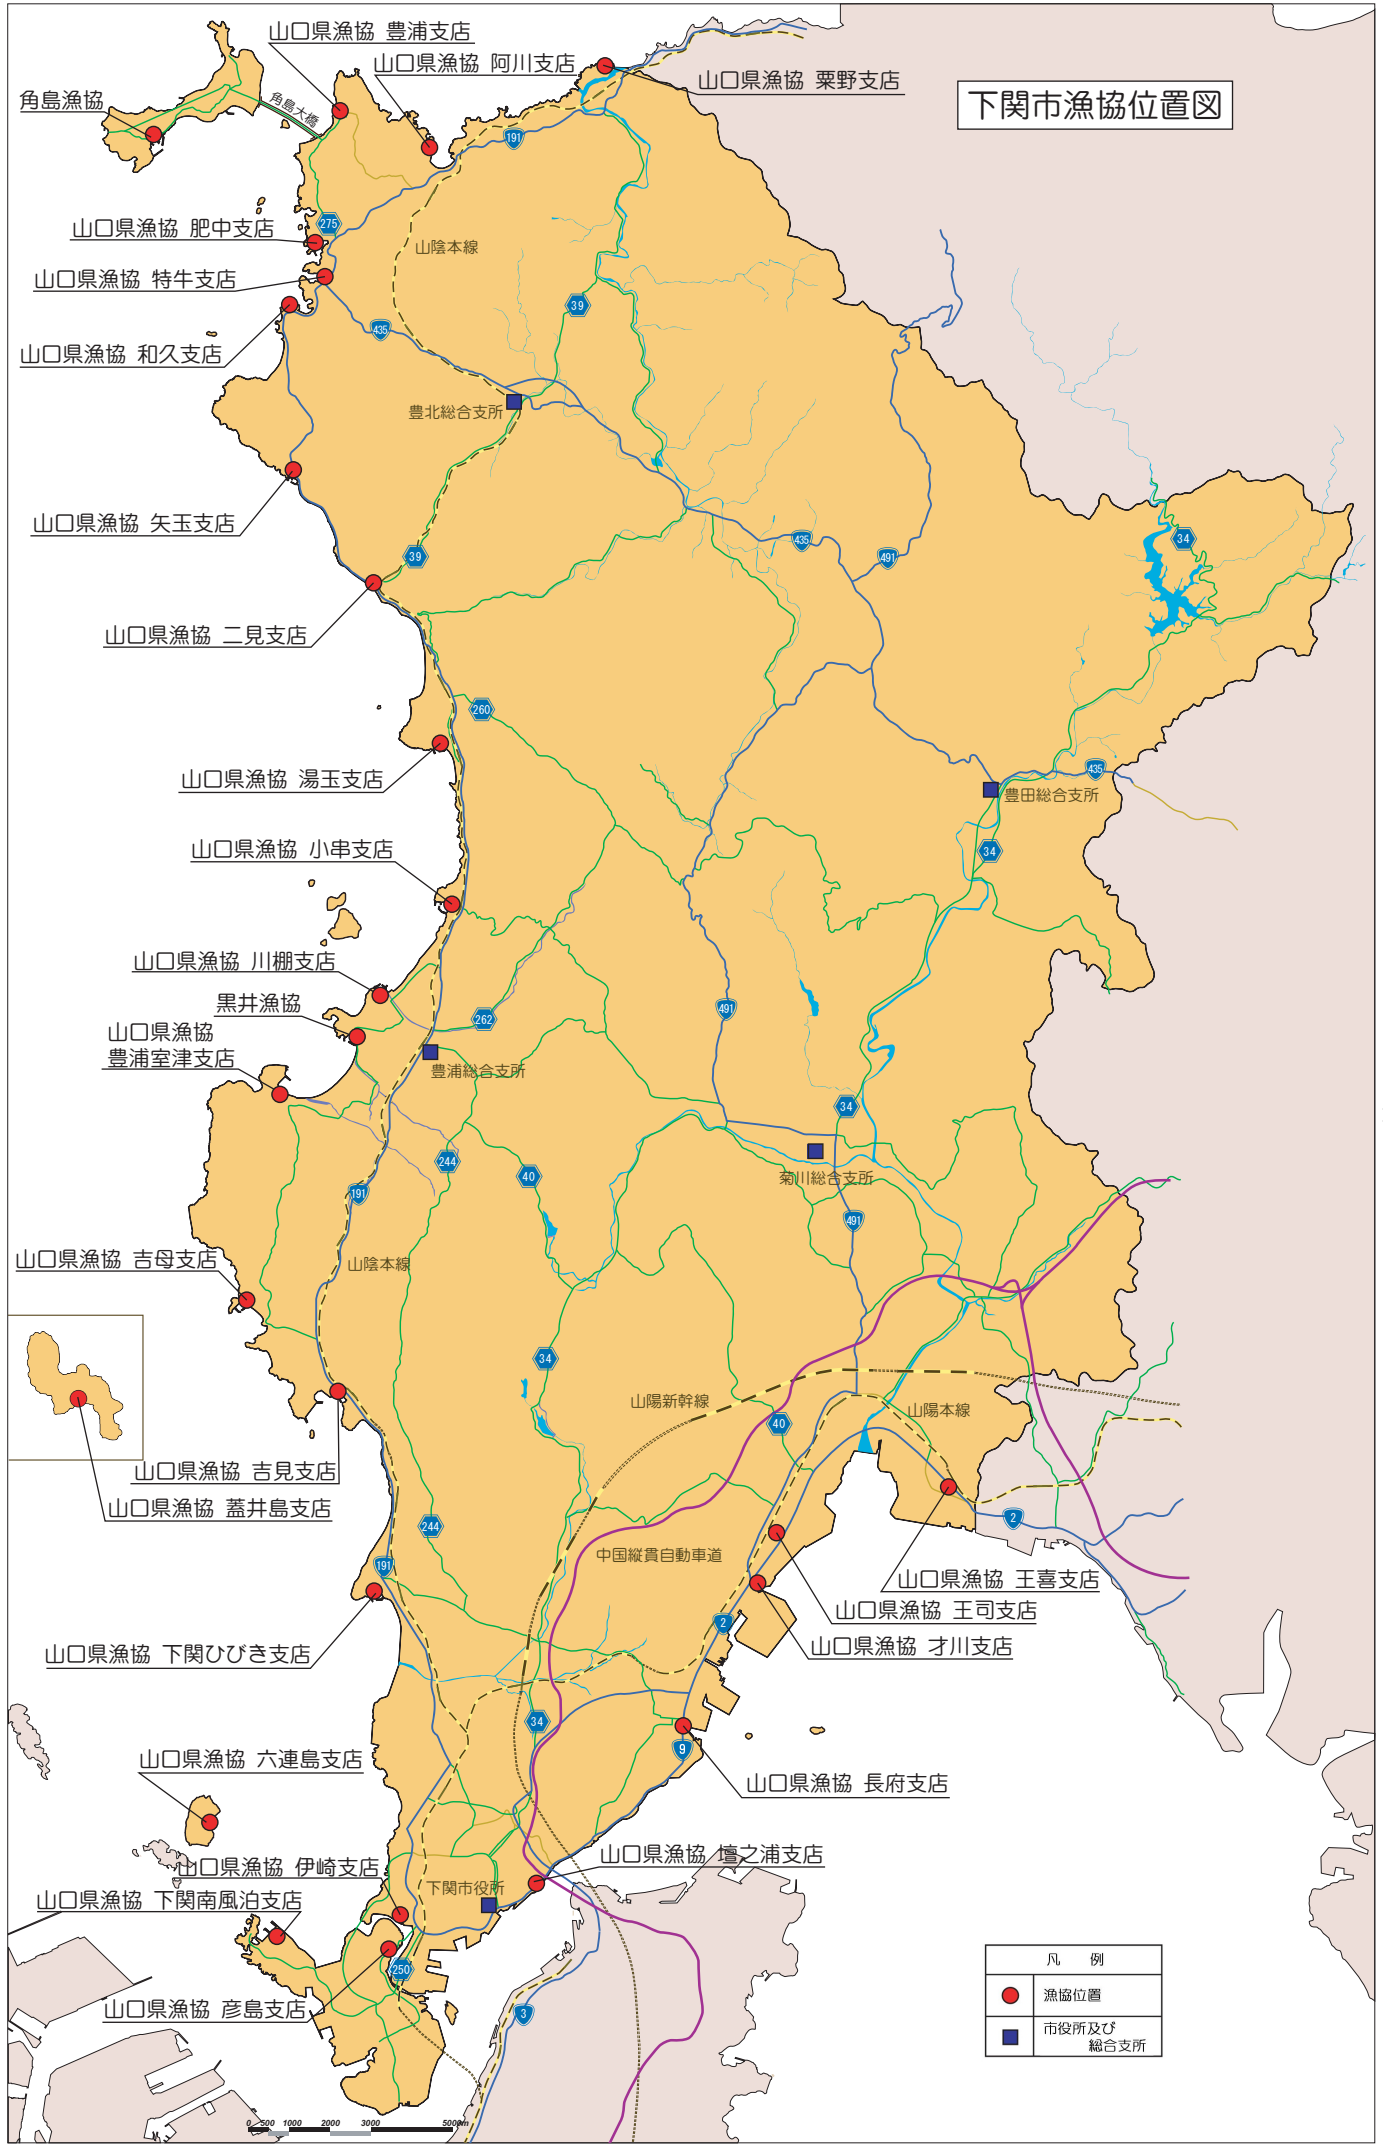 下関市漁協位置図
山口県漁協 豊浦支店
山口県漁協 阿川支店
山口県漁協 粟野支店
角島漁協
角島大橋
191
山口県漁協 肥中支店
275
山陰本線
山口県漁協 特牛支店
39
435
山口県漁協 和久支店
豊北総合支所
山口県漁協 矢玉支店
39
435
491
34
山口県漁協 二見支店
260
山口県漁協 湯玉支店
435
豊田総合支所
34
山口県漁協 小串支店
山口県漁協 川棚支店
黒井漁協
262
491
山口県漁協
豊浦室津支店
豊浦総合支所
34
244
40
191
菊川総合支所
491
山口県漁協 吉母支店
山陰本線
34
山陽新幹線
40
山陽本線
山口県漁協 吉見支店
山口県漁協 蓋井島支店
244
2
191
中国縦貫自動車道
山口県漁協 王喜支店
山口県漁協 王司支店
2
山口県漁協 才川支店
山口県漁協 下関ひびき支店
34
9
山口県漁協 六連島支店
山口県漁協 長府支店
山口県漁協 壇之浦支店
山口県漁協 伊崎支店
下関市役所
山口県漁協 下関南風泊支店
250
山口県漁協 彦島支店
3
凡 例
漁協位置
市役所及び
総合支所
0 500 1000 2000 3000 5000m